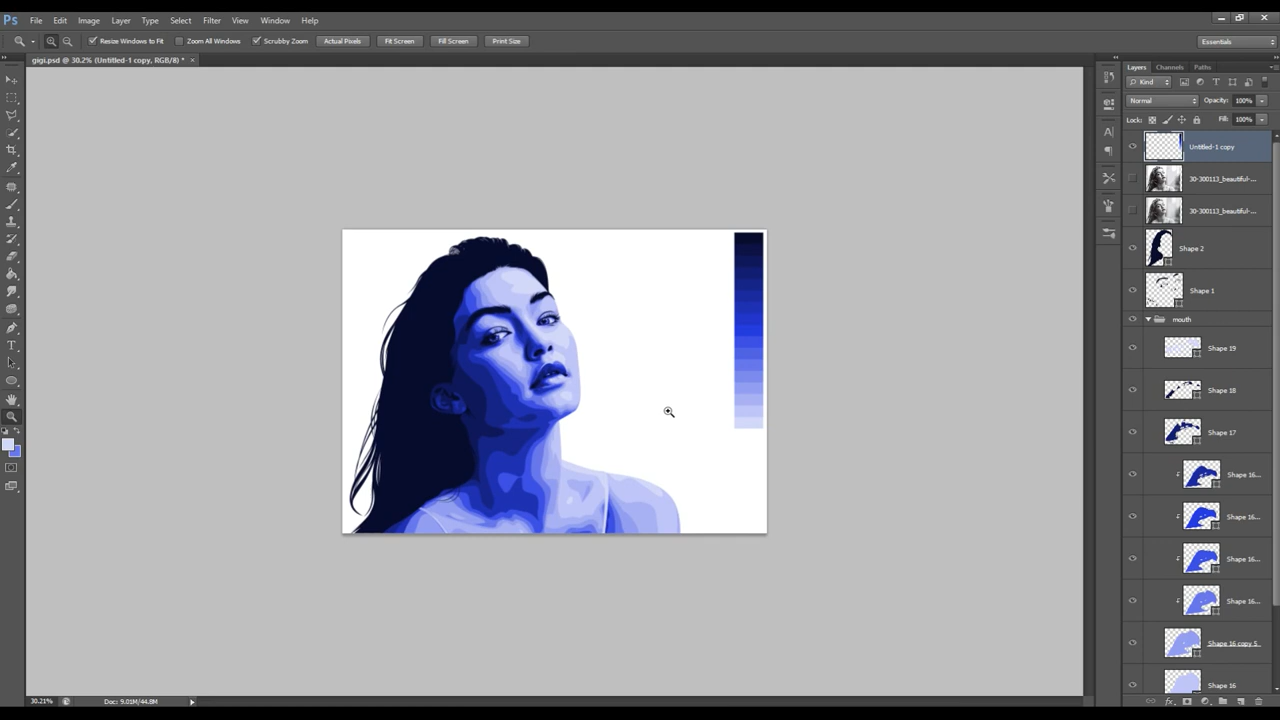 Ps File Edit Image Layer Type Select Filter View Window Help
Resize Windows to Fit Zoom All Windows Scrubby Zoom Actual Pixels Fit Screen Fill Screen Print Size Essentials
gigi.psd @ 30.2% (Untitled-1 copy, RGB/8) * ×
Layers Channels Paths
Kind
Normal Opacity: 100%
Lock: Fill: 100%
Untitled-1 copy
30-300113_beautiful-...
30-300113_beautiful-...
Shape 2
Shape 1
mouth
Shape 19
Shape 18
Shape 17
Shape 16...
Shape 16...
Shape 16...
Shape 16...
Shape 16 copy 5
Shape 16
30.21% Doc: 9.01M/44.8M